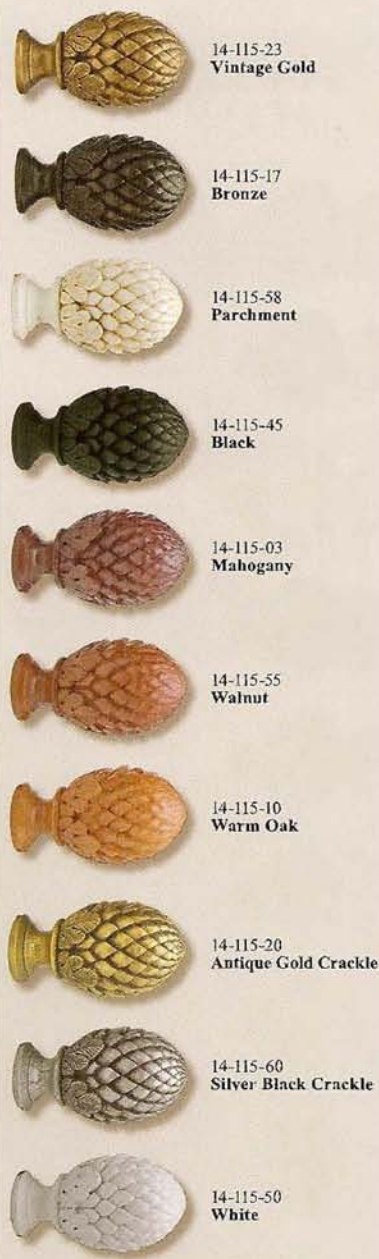 14-115-23
Vintage Gold
14-115-17
Bronze
14-115-58
Parchment
14-115-45
Black
14-115-03
Mahogany
14-115-55
Walnut
14-115-10
Warm Oak
14-115-20
Antique Gold Crackle
14-115-60
Silver Black Crackle
14-115-50
White